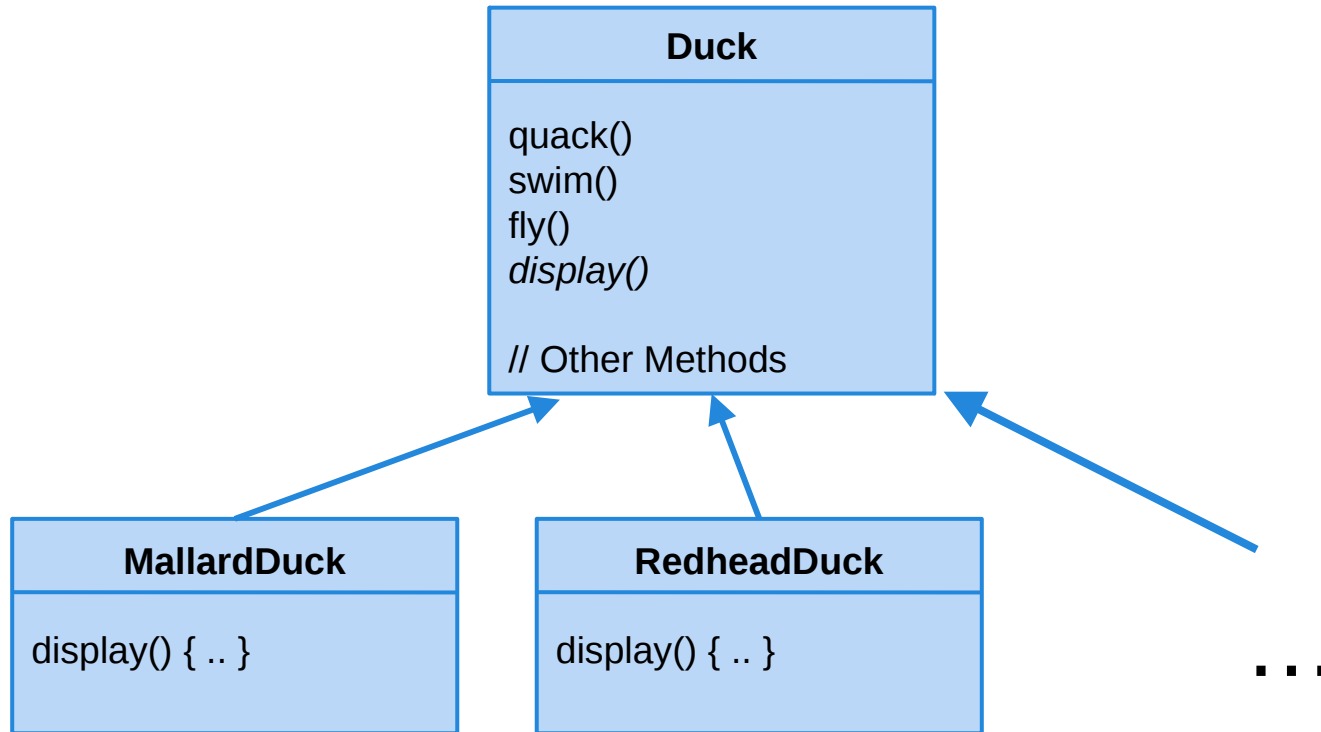 Duck
quack()
swim()
fly()
display()
// Other Methods
MallardDuck
display() { .. }
RedheadDuck
display() { .. }
...